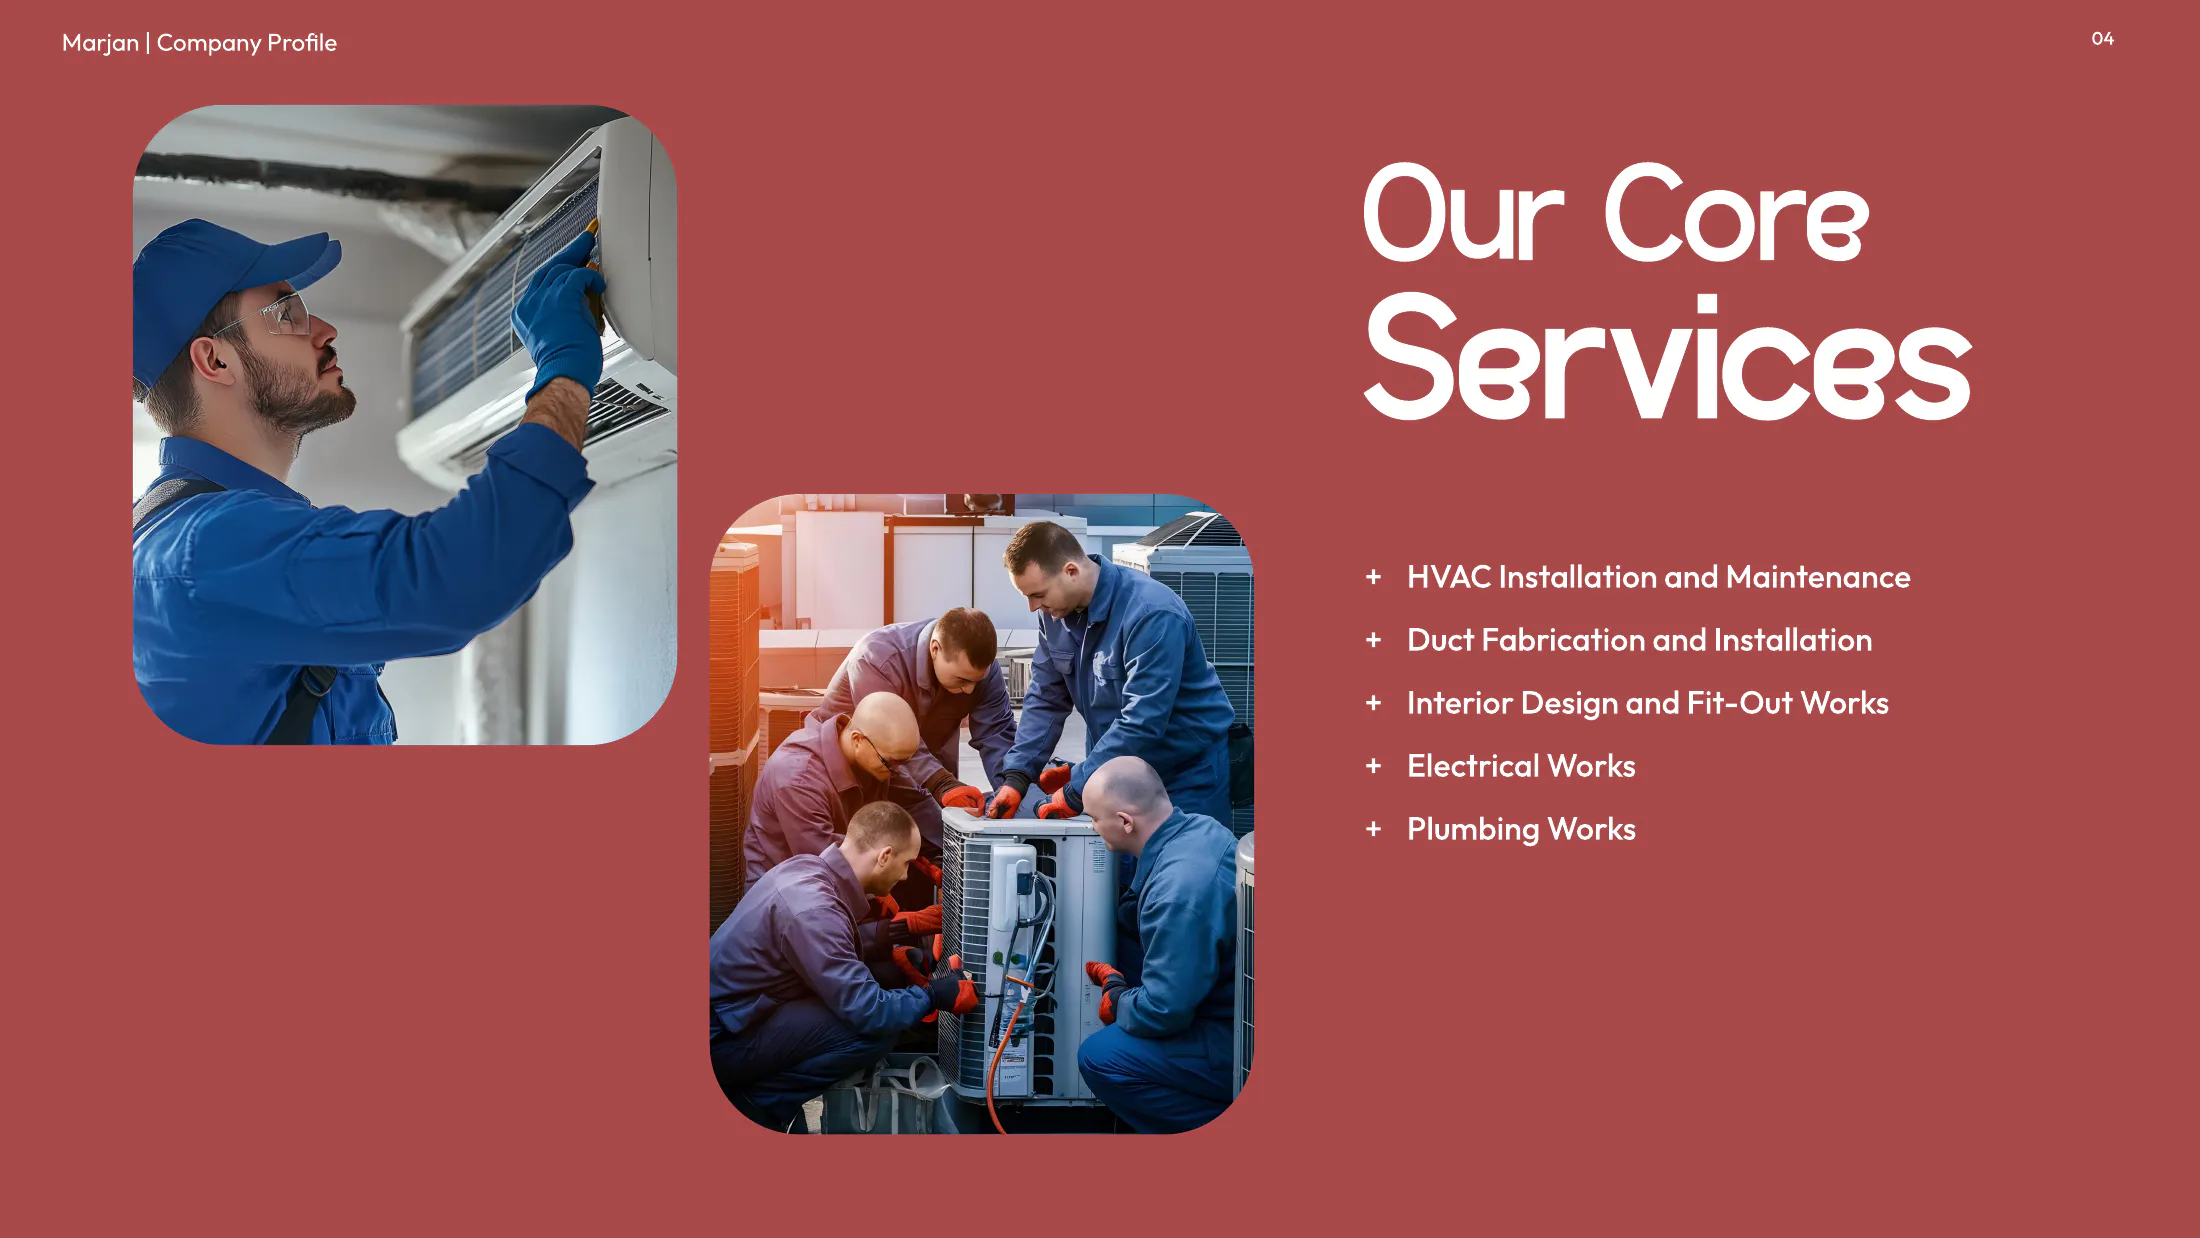 Marjan | Company Profile
04
Our Core
Services
+ HVAC Installation and Maintenance
+ Duct Fabrication and Installation
+ Interior Design and Fit-Out Works
+ Electrical Works
+ Plumbing Works